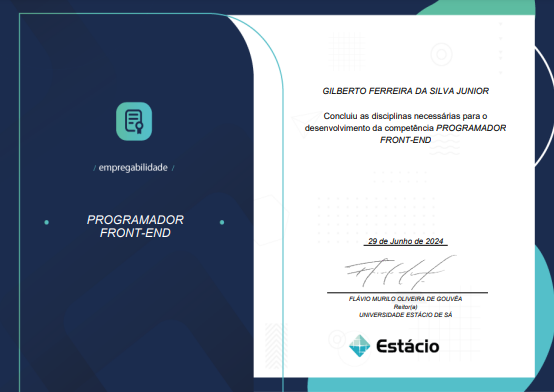 / empregabilidade /
PROGRAMADOR
FRONT-END
GILBERTO FERREIRA DA SILVA JUNIOR
Concluiu as disciplinas necessárias para o
desenvolvimento da competência PROGRAMADOR
FRONT-END
29 de Junho de 2024
FLÁVIO MURILO OLIVEIRA DE GOUVÊA
Reitor(a)
UNIVERSIDADE ESTÁCIO DE SÁ
Estácio